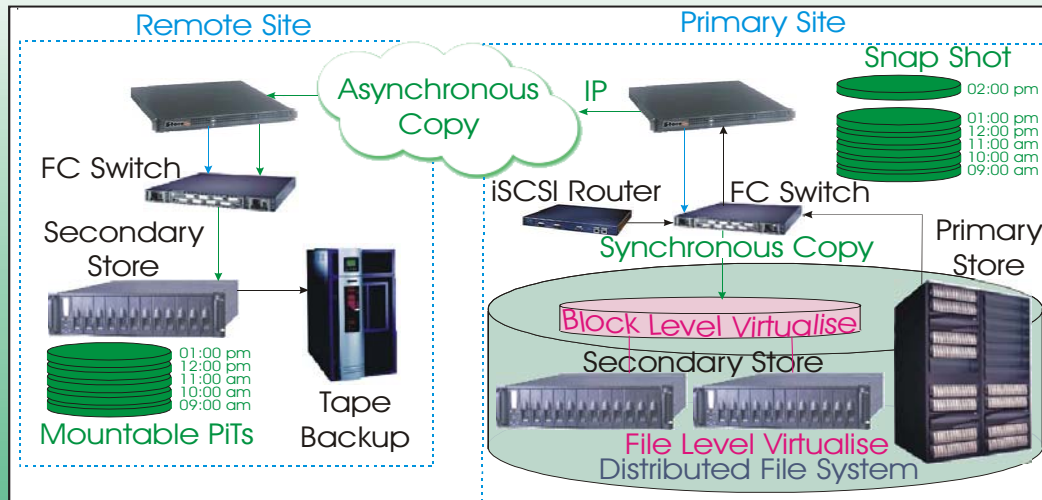 Remote Site
Primary Site
Asynchronous
Copy
IP
Snap Shot
02:00 pm
01:00 pm
12:00 pm
11:00 am
10:00 am
09:00 am
FC Switch
iSCSI Router
FC Switch
Secondary
Store
Synchronous Copy
Primary
Store
Block Level Virtualise
Secondary Store
01:00 pm
12:00 pm
11:00 am
10:00 am
09:00 am
Mountable PiTs
Tape
Backup
File Level Virtualise
Distributed File System